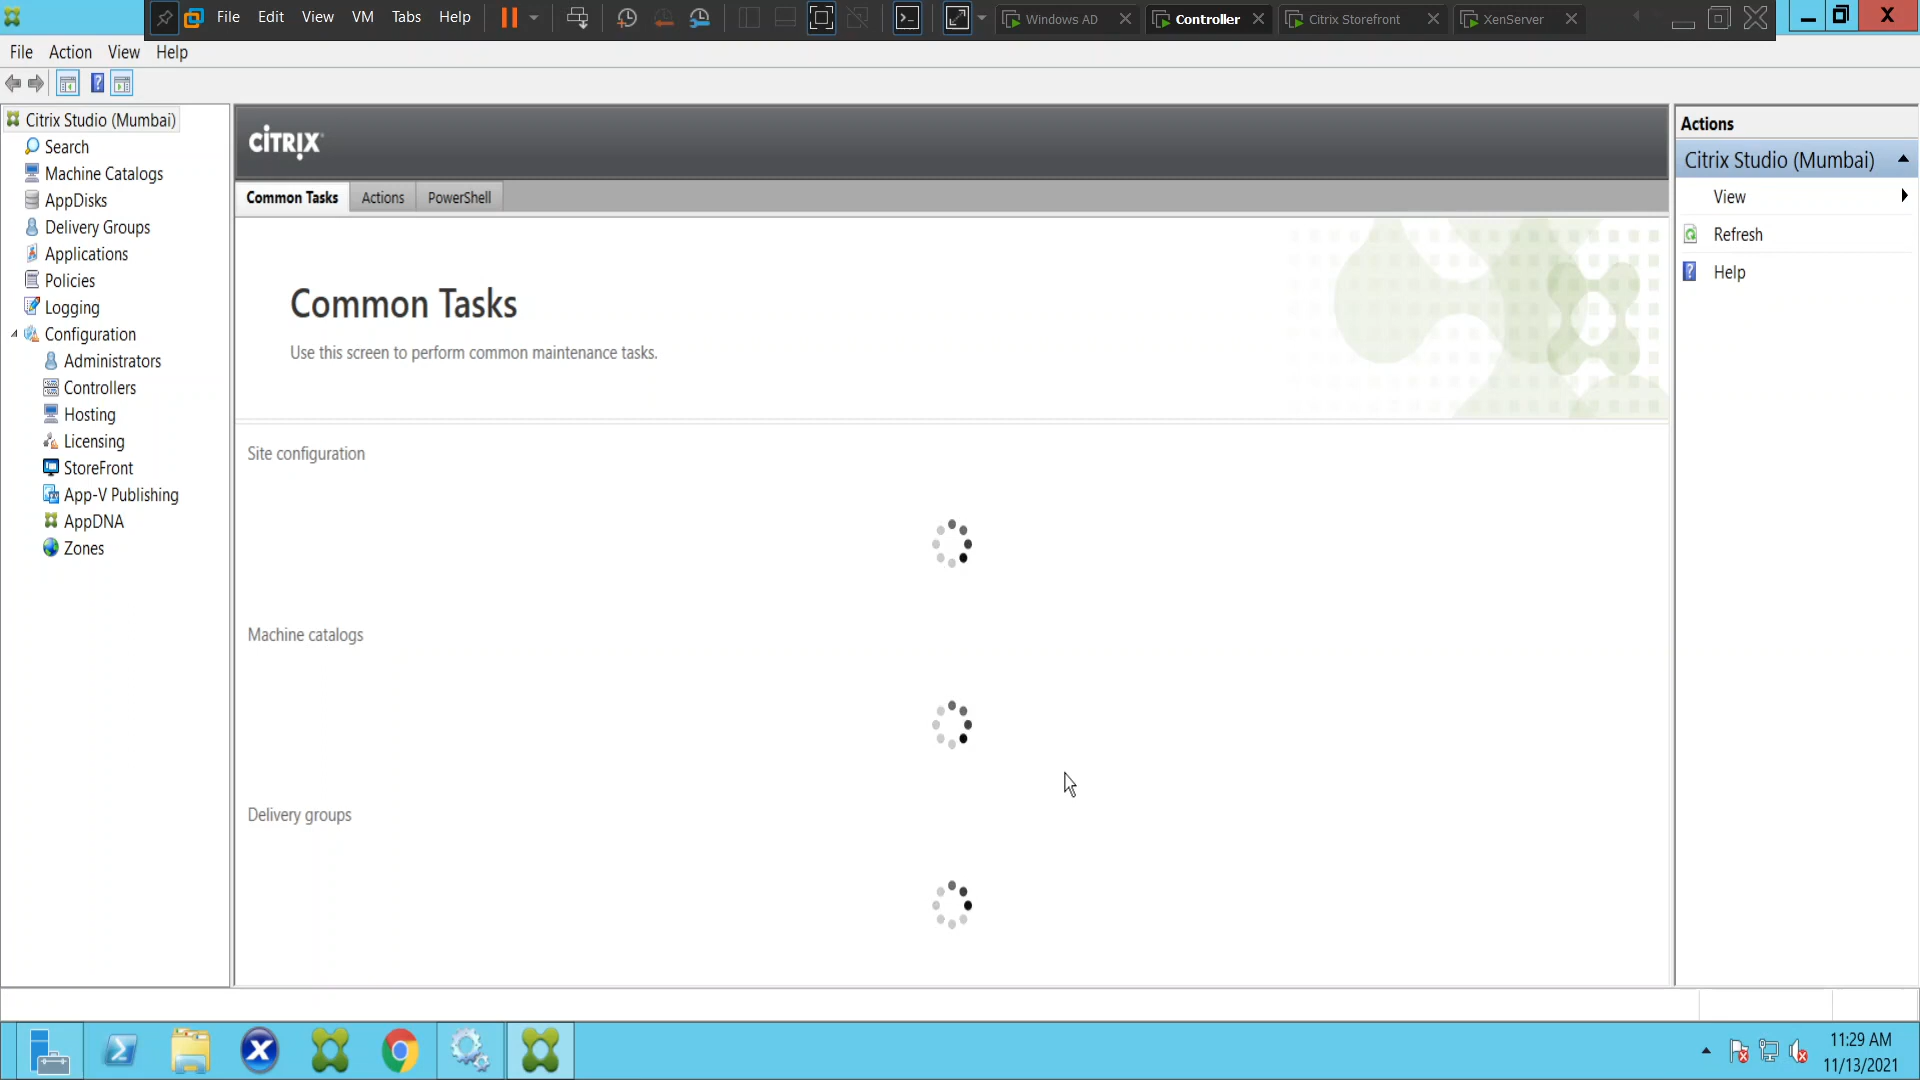 File Edit View VM Tabs Help
Windows AD
Controller
Citrix Storefront
XenServer
File Action View Help
Citrix Studio (Mumbai)
Search
Machine Catalogs
AppDisks
Delivery Groups
Applications
Policies
Logging
Configuration
Administrators
Controllers
Hosting
Licensing
StoreFront
App-V Publishing
AppDNA
Zones
CİTRIX
Common Tasks Actions PowerShell
Common Tasks
Use this screen to perform common maintenance tasks.
Site configuration
Machine catalogs
Delivery groups
Actions
Citrix Studio (Mumbai)
View
Refresh
Help
11:29 AM
11/13/2021